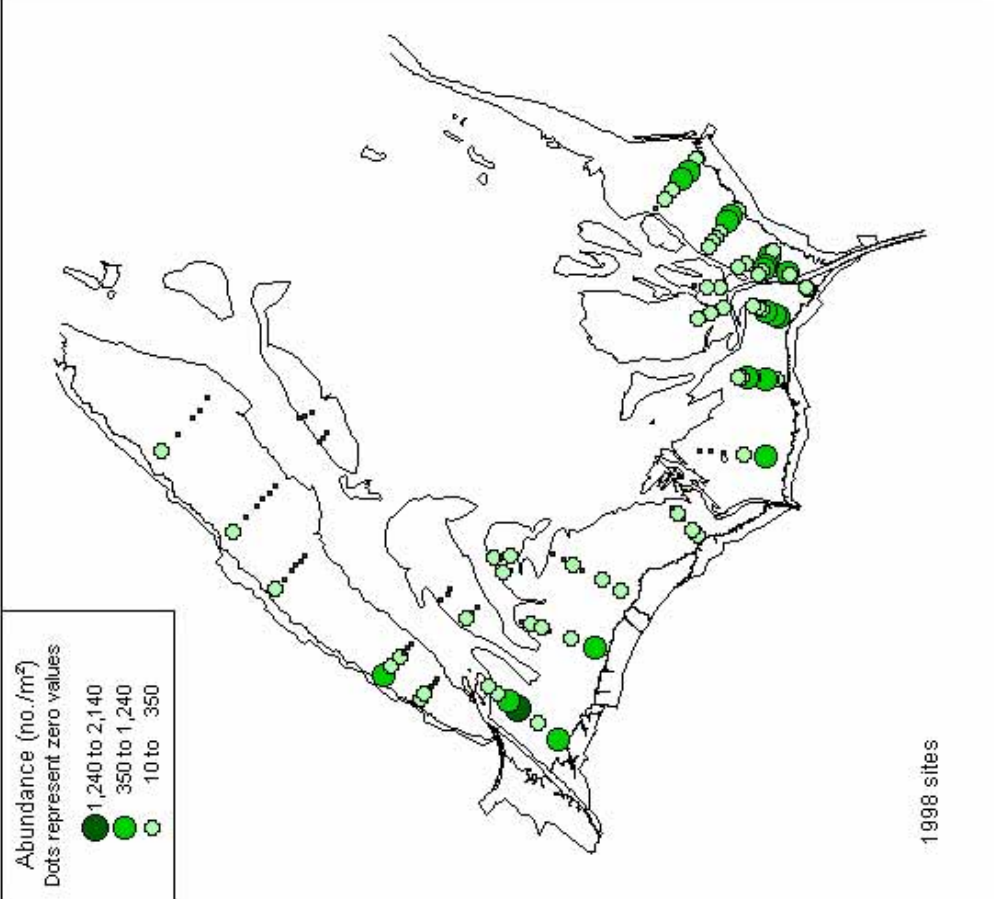 Abundance (no./m²)
Dots represent zero values
1,240 to 2,140
350 to 1,240
10 to 350
1998 sites